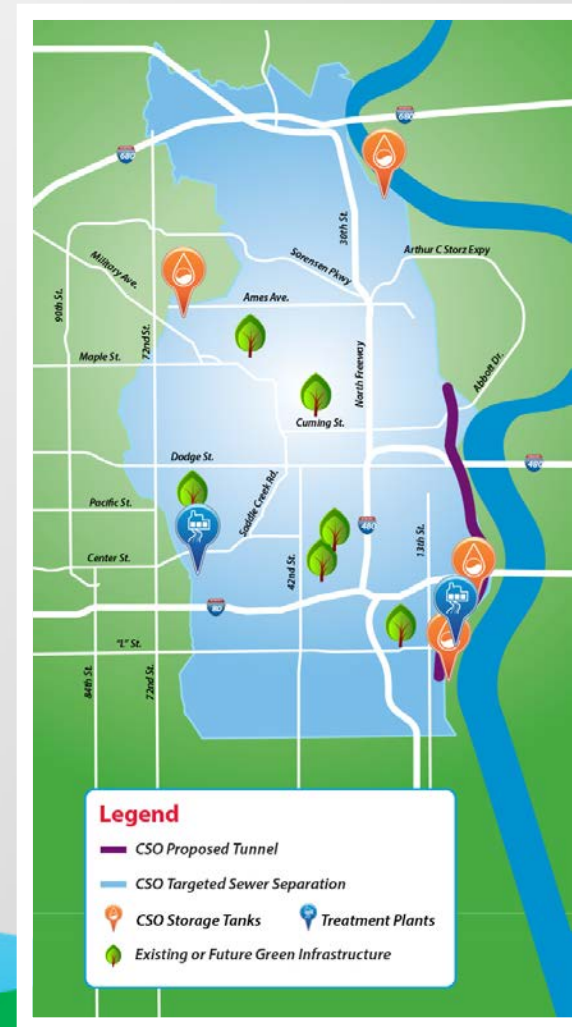 680
680
30th St.
Arthur C Storz Expy
Military Ave.
Sorensen Pkwy
90th St.
72nd St.
Ames Ave.
North Freeway
Maple St.
Abbott Dr.
Cuming St.
Dodge St.
480
Saddle Creek Rd.
Pacific St.
480
13th St.
Center St.
42nd St.
80
"L" St.
84th St.
72nd St.
Legend
CSO Proposed Tunnel
CSO Targeted Sewer Separation
CSO Storage Tanks
Treatment Plants
Existing or Future Green Infrastructure